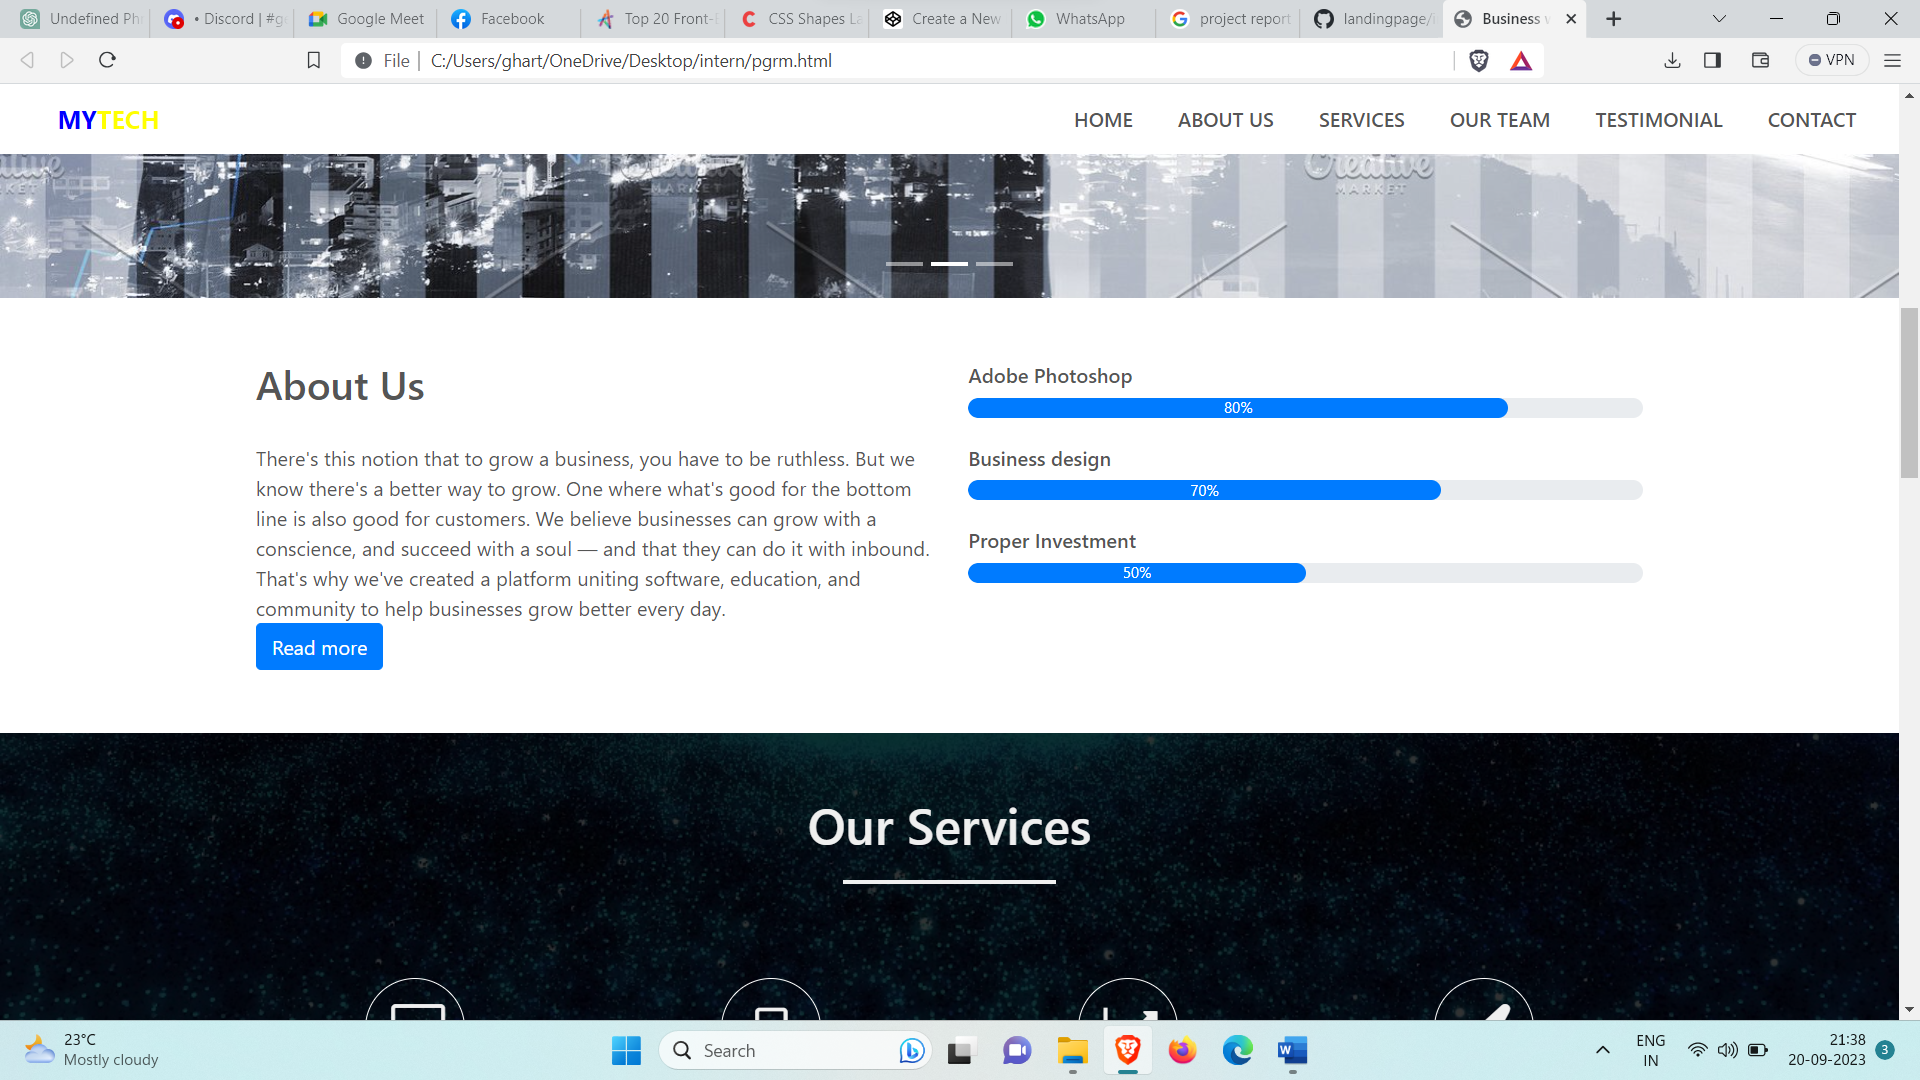 Undefined Ph
• Discord | #g
Google Meet
Facebook
Top 20 Front-E
CSS Shapes La
Create a New
WhatsApp
project report
landingpage/i
Business w
File
C:/Users/ghart/OneDrive/Desktop/intern/pgrm.html
VPN
MYTECH
HOME
ABOUT US
SERVICES
OUR TEAM
TESTIMONIAL
CONTACT
Creative
MARKET
Creative
MARKET
About Us
There's this notion that to grow a business, you have to be ruthless. But we
know there's a better way to grow. One where what's good for the bottom
line is also good for customers. We believe businesses can grow with a
conscience, and succeed with a soul — and that they can do it with inbound.
That's why we've created a platform uniting software, education, and
community to help businesses grow better every day.
Read more
Adobe Photoshop
80%
Business design
70%
Proper Investment
50%
Our Services
23°C
Mostly cloudy
Search
ENG
IN
21:38
20-09-2023
3